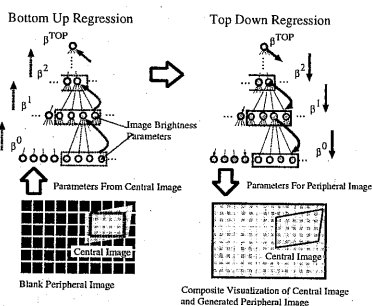 Bottom Up Regression
Top Down Regression
β^TOP
β^TOP
β^2
β^2
β^1
β^1
Image Brightness
Parameters
β^0
β^0
Parameters From Central Image
Parameters For Peripheral Image
Central Image
Central Image
Blank Peripheral Image
Composite Visualization of Central Image
and Generated Peripheral Image